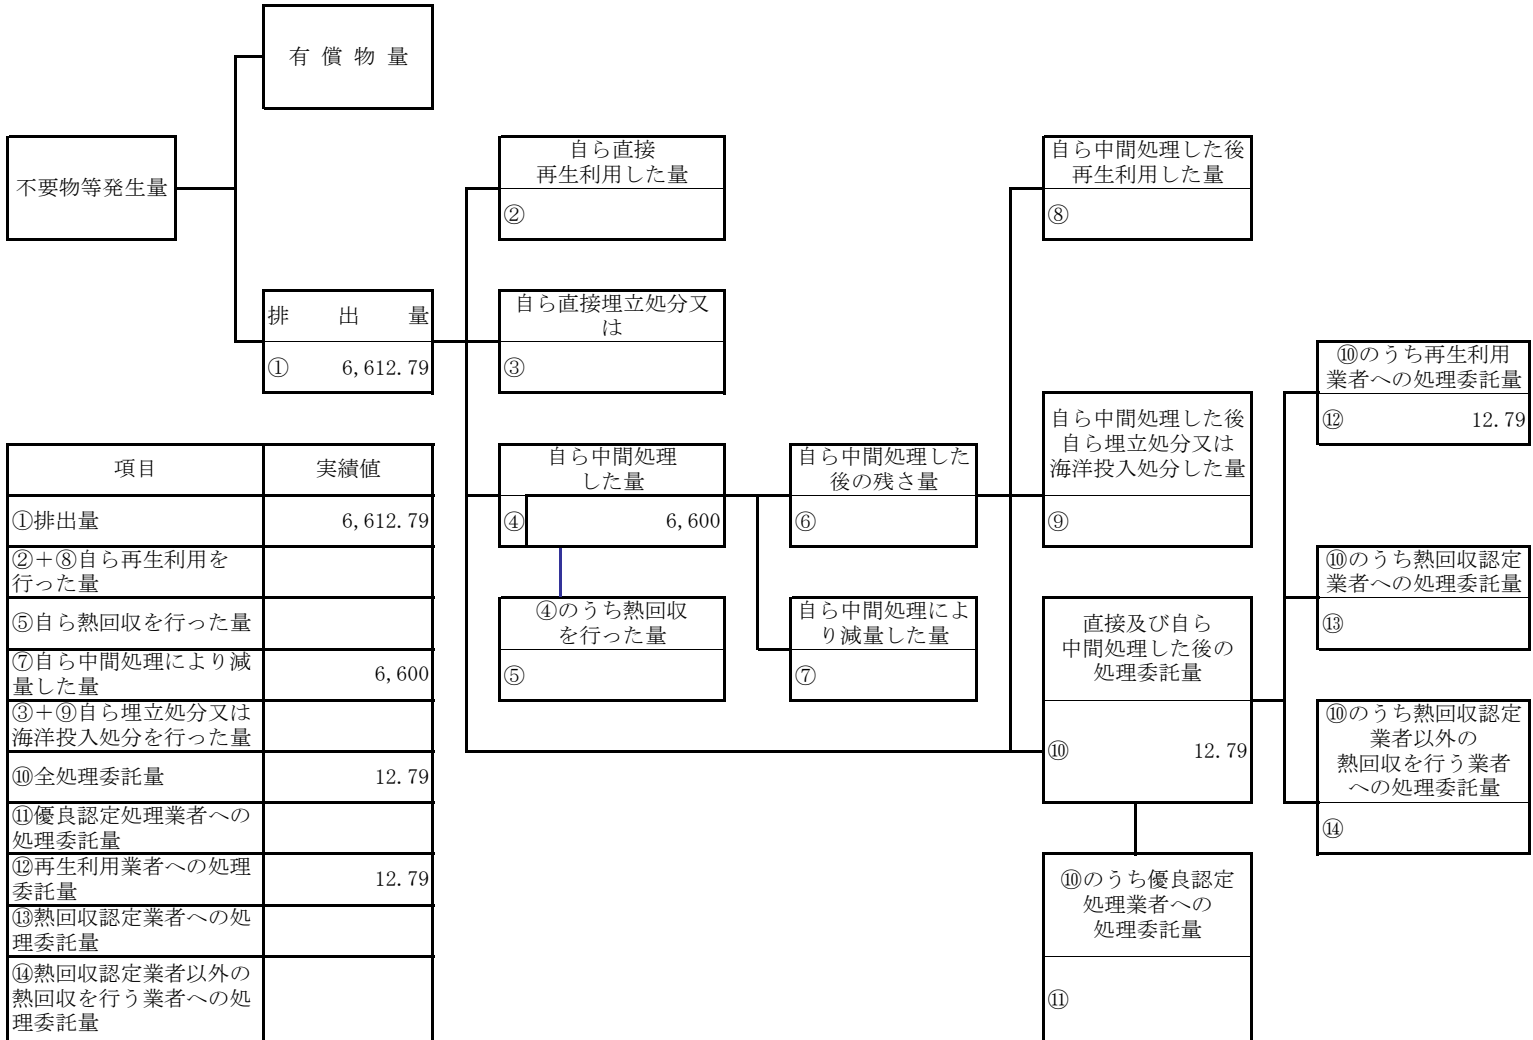 有 償 物 量
不要物等発生量
排 出 量
① 6,612.79
自ら直接
再生利用した量
②
自ら直接埋立処分又
は
③
自ら中間処理
した量
④ 6,600
④のうち熱回収
を行った量
⑤
自ら中間処理した
後の残さ量
⑥
自ら中間処理によ
り減量した量
⑦
自ら中間処理した後
再生利用した量
⑧
自ら中間処理した後
自ら埋立処分又は
海洋投入処分した量
⑨
直接及び自ら
中間処理した後の
処理委託量
⑩ 12.79
⑩のうち優良認定
処理業者への
処理委託量
⑪
⑩のうち再生利用
業者への処理委託量
⑫ 12.79
⑩のうち熱回収認定
業者への処理委託量
⑬
⑩のうち熱回収認定
業者以外の
熱回収を行う業者
への処理委託量
⑭
項目 実績値
①排出量 6,612.79
②+⑧自ら再生利用を
行った量
⑤自ら熱回収を行った量
⑦自ら中間処理により減
量した量 6,600
③+⑨自ら埋立処分又は
海洋投入処分を行った量
⑩全処理委託量 12.79
⑪優良認定処理業者への
処理委託量
⑫再生利用業者への処理
委託量 12.79
⑬熱回収認定業者への処
理委託量
⑭熱回収認定業者以外の
熱回収を行う業者への処
理委託量